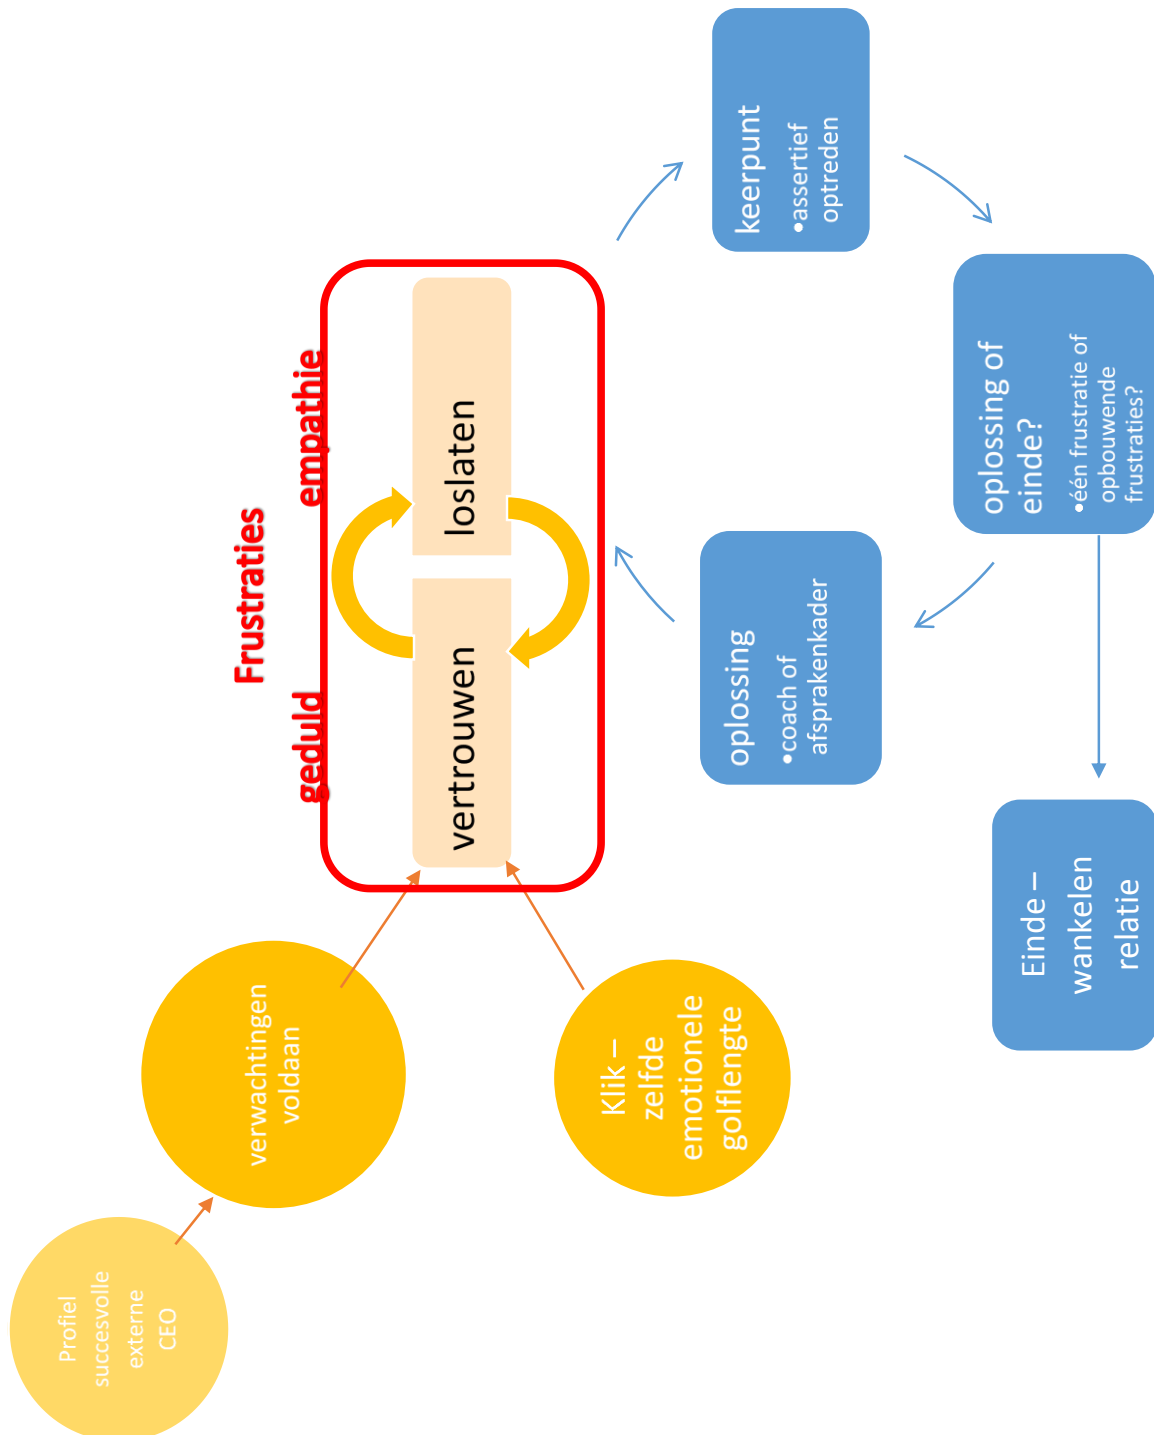 Profiel
succesvolle
externe
CEO
verwachtingen
voldaan
Klik –
zelfde
emotionele
golflengte
Frustraties
geduld
empathie
vertrouwen
loslaten
keerpunt
•assertief
optreden
oplossing of
einde?
•één frustratie of
opbouwende
frustraties?
oplossing
•coach of
afsprakenkader
Einde –
wankelen
relatie